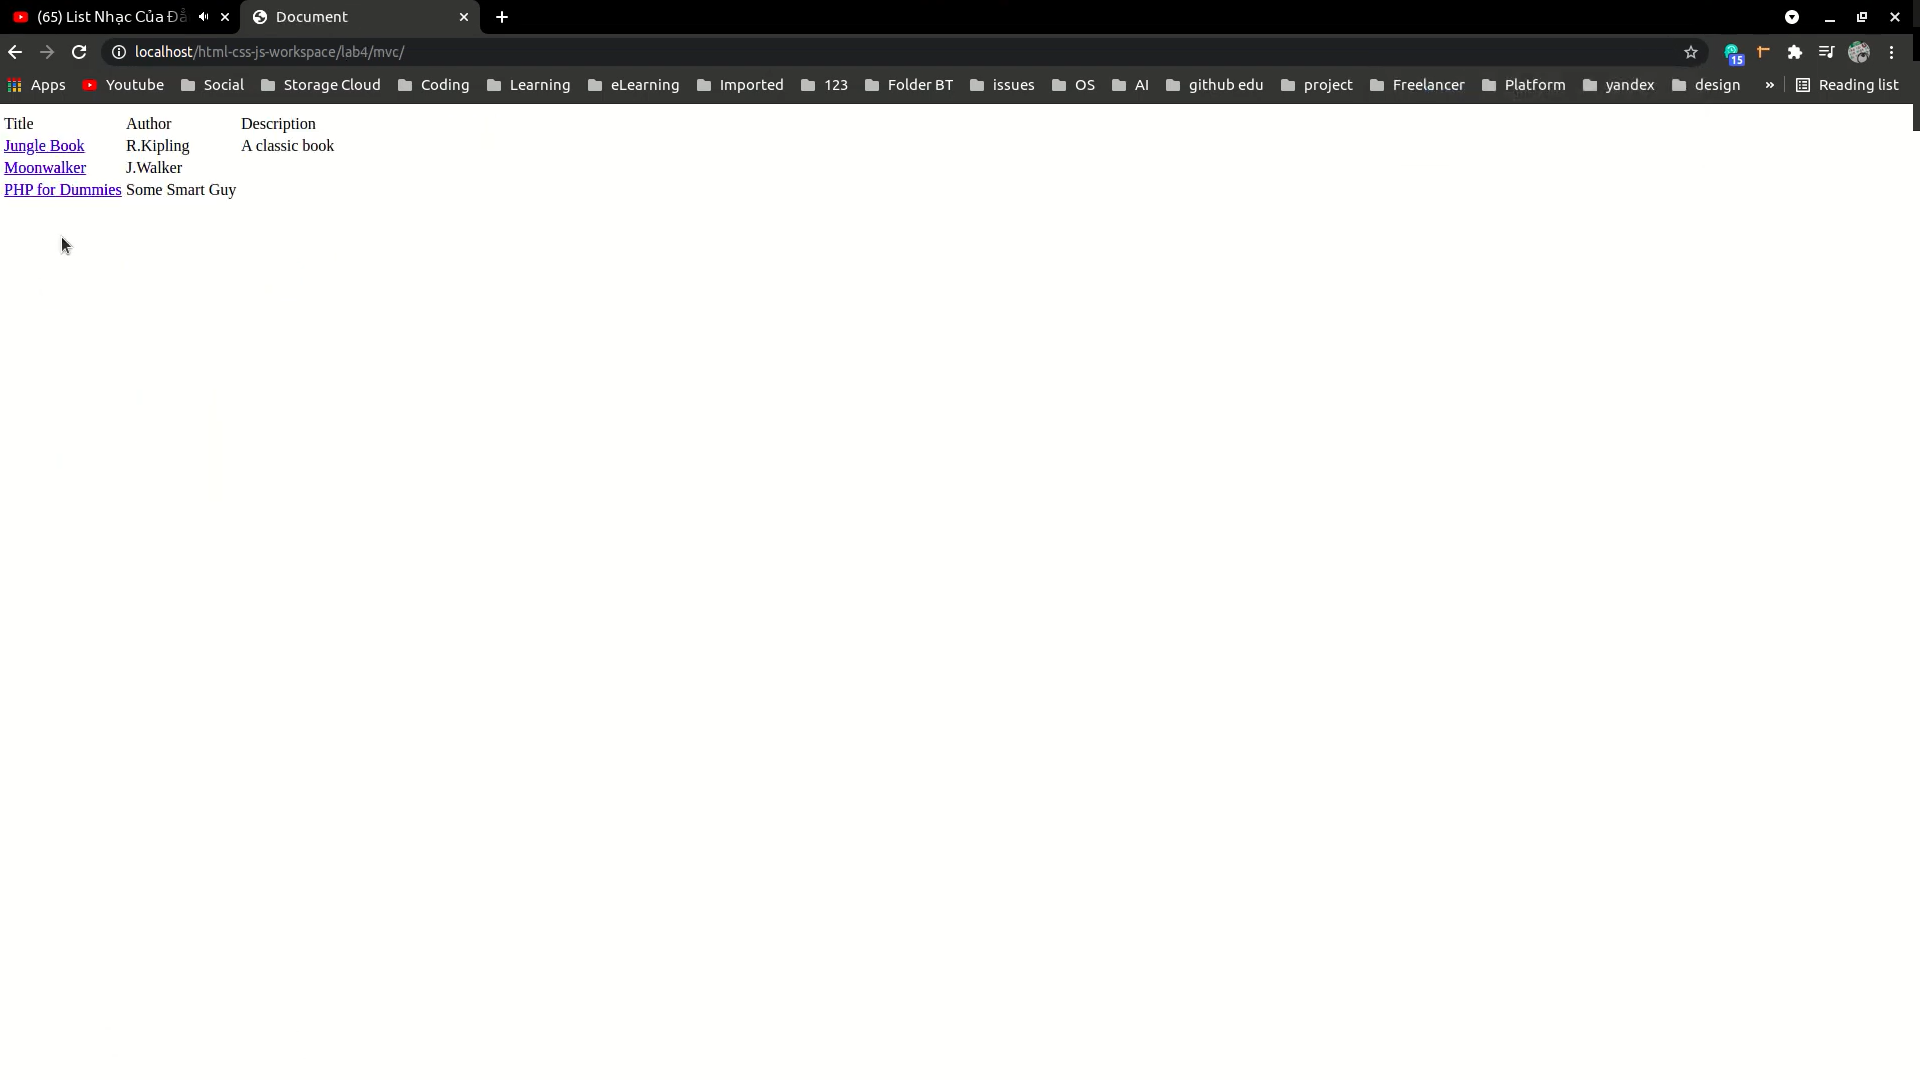 (65) List Nhạc Của Đ
Document
localhost/html-css-js-workspace/lab4/mvc/
15
Apps Youtube Social Storage Cloud Coding Learning eLearning Imported 123 Folder BT issues OS AI github edu project Freelancer Platform yandex design » Reading list
Title Author Description
Jungle Book R.Kipling A classic book
Moonwalker J.Walker
PHP for Dummies Some Smart Guy